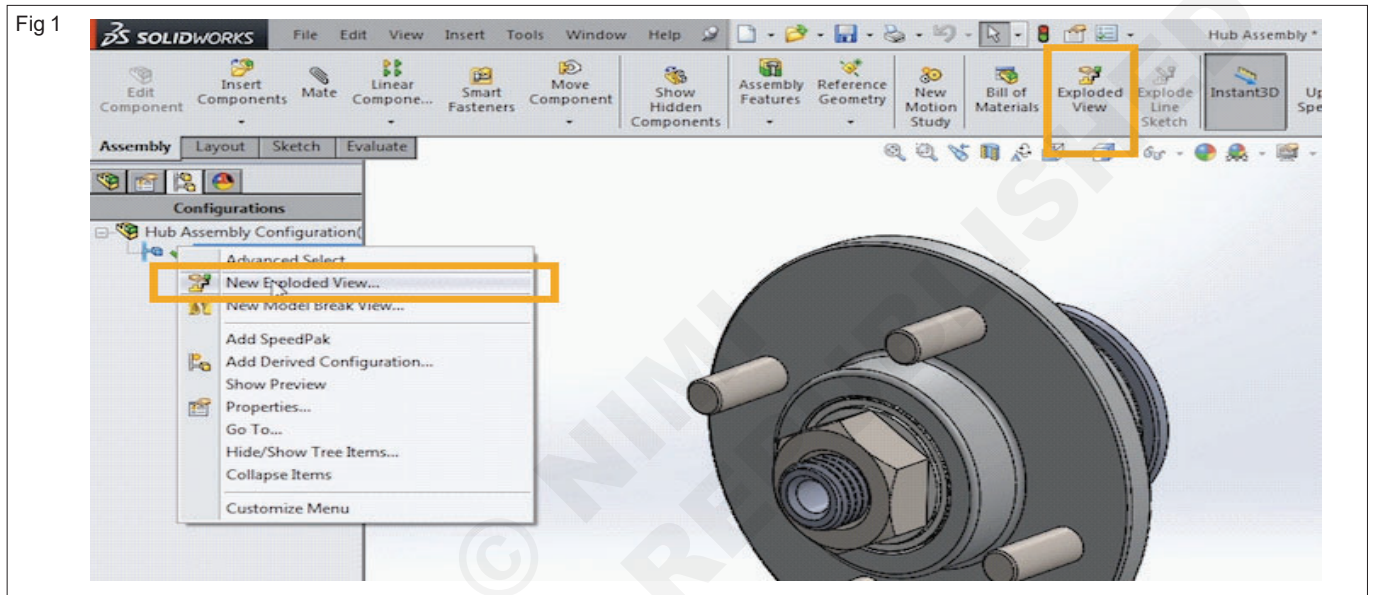 Fig 1
SOLIDWORKS File Edit View Insert Tools Window Help Hub Assembly *
Edit Component
Insert Components
Mate
Linear Compone...
Smart Fasteners
Move Component
Show Hidden Components
Assembly Features
Reference Geometry
New Motion Study
Bill of Materials
Exploded View
Explode Line Sketch
Instant3D
Up
Spe
Assembly Layout Sketch Evaluate
Configurations
Hub Assembly Configuration(
Advanced Select
New Exploded View...
New Model Break View...
Add SpeedPak
Add Derived Configuration...
Show Preview
Properties...
Go To...
Hide/Show Tree Items...
Collapse Items
Customize Menu
© NIMI